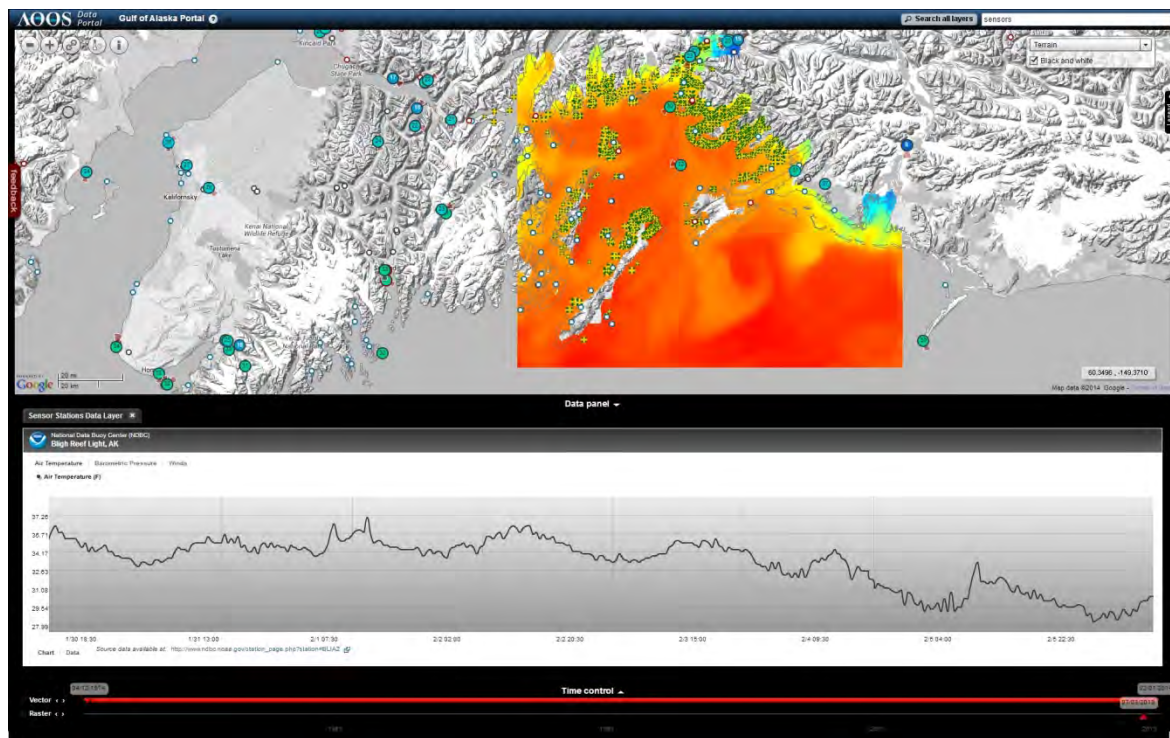 AOOS Data Portal Gulf of Alaska Portal ?
Search all layers sensors
Terrain
Black and white
Kincaid Park
Chugach State Park
feedback
Kalifornsky
Kenai National Wildlife Refuge
Tustumena Lake
20 mi
20 km
Google
60.3496 , -149.3710
Map data ©2014 Google -
Data panel
Sensor Stations Data Layer
National Data Buoy Center (NDBC)
Bligh Reef Light, AK
Air Temperature Barometric Pressure Winds
Air Temperature (F)
37.26
35.71
34.17
32.63
31.08
29.54
27.99
1/30 18:30 1/31 13:00 2/1 07:30 2/2 02:00 2/2 20:30 2/3 15:00 2/4 09:30 2/5 04:00 2/5 22:30
Chart Data Source data available at: http://www.ndbc.noaa.gov/station_page.php?station=BLIA2
Time control
Vector
Raster